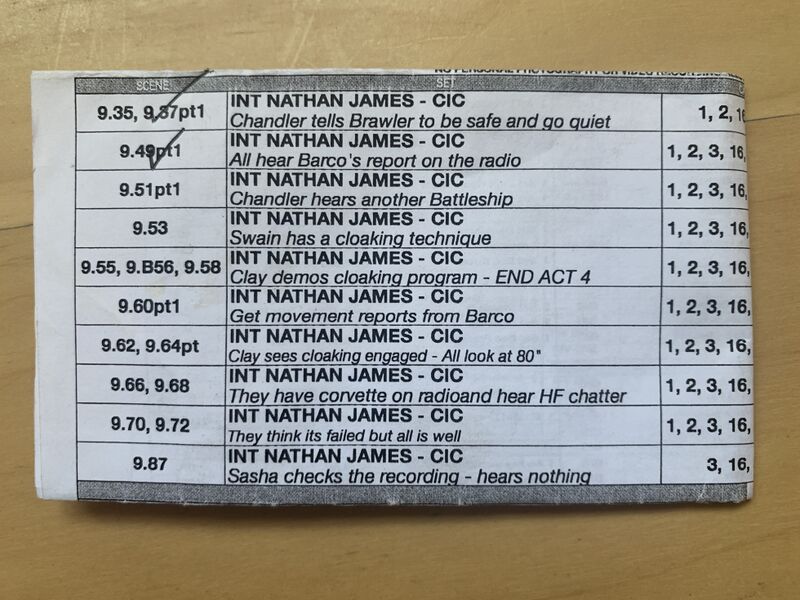 NO PERSONAL PHOTOGRAPHY OR VIDEO RECORDING
SCENE SET
9.35, 9.37pt1 INT NATHAN JAMES - CIC 1, 2, 16
Chandler tells Brawler to be safe and go quiet
9.49pt1 INT NATHAN JAMES - CIC 1, 2, 3, 16,
All hear Barco's report on the radio
9.51pt1 INT NATHAN JAMES - CIC 1, 2, 3, 16,
Chandler hears another Battleship
9.53 INT NATHAN JAMES - CIC 1, 2, 3, 16,
Swain has a cloaking technique
9.55, 9.B56, 9.58 INT NATHAN JAMES - CIC 1, 2, 3, 16,
Clay demos cloaking program - END ACT 4
9.60pt1 INT NATHAN JAMES - CIC 1, 2, 3, 16,
Get movement reports from Barco
9.62, 9.64pt INT NATHAN JAMES - CIC 1, 2, 3, 16,
Clay sees cloaking engaged - All look at 80"
9.66, 9.68 INT NATHAN JAMES - CIC 1, 2, 3, 16,
They have corvette on radioand hear HF chatter
9.70, 9.72 INT NATHAN JAMES - CIC 1, 2, 3, 16,
They think its failed but all is well
9.87 INT NATHAN JAMES - CIC 3, 16,
Sasha checks the recording - hears nothing